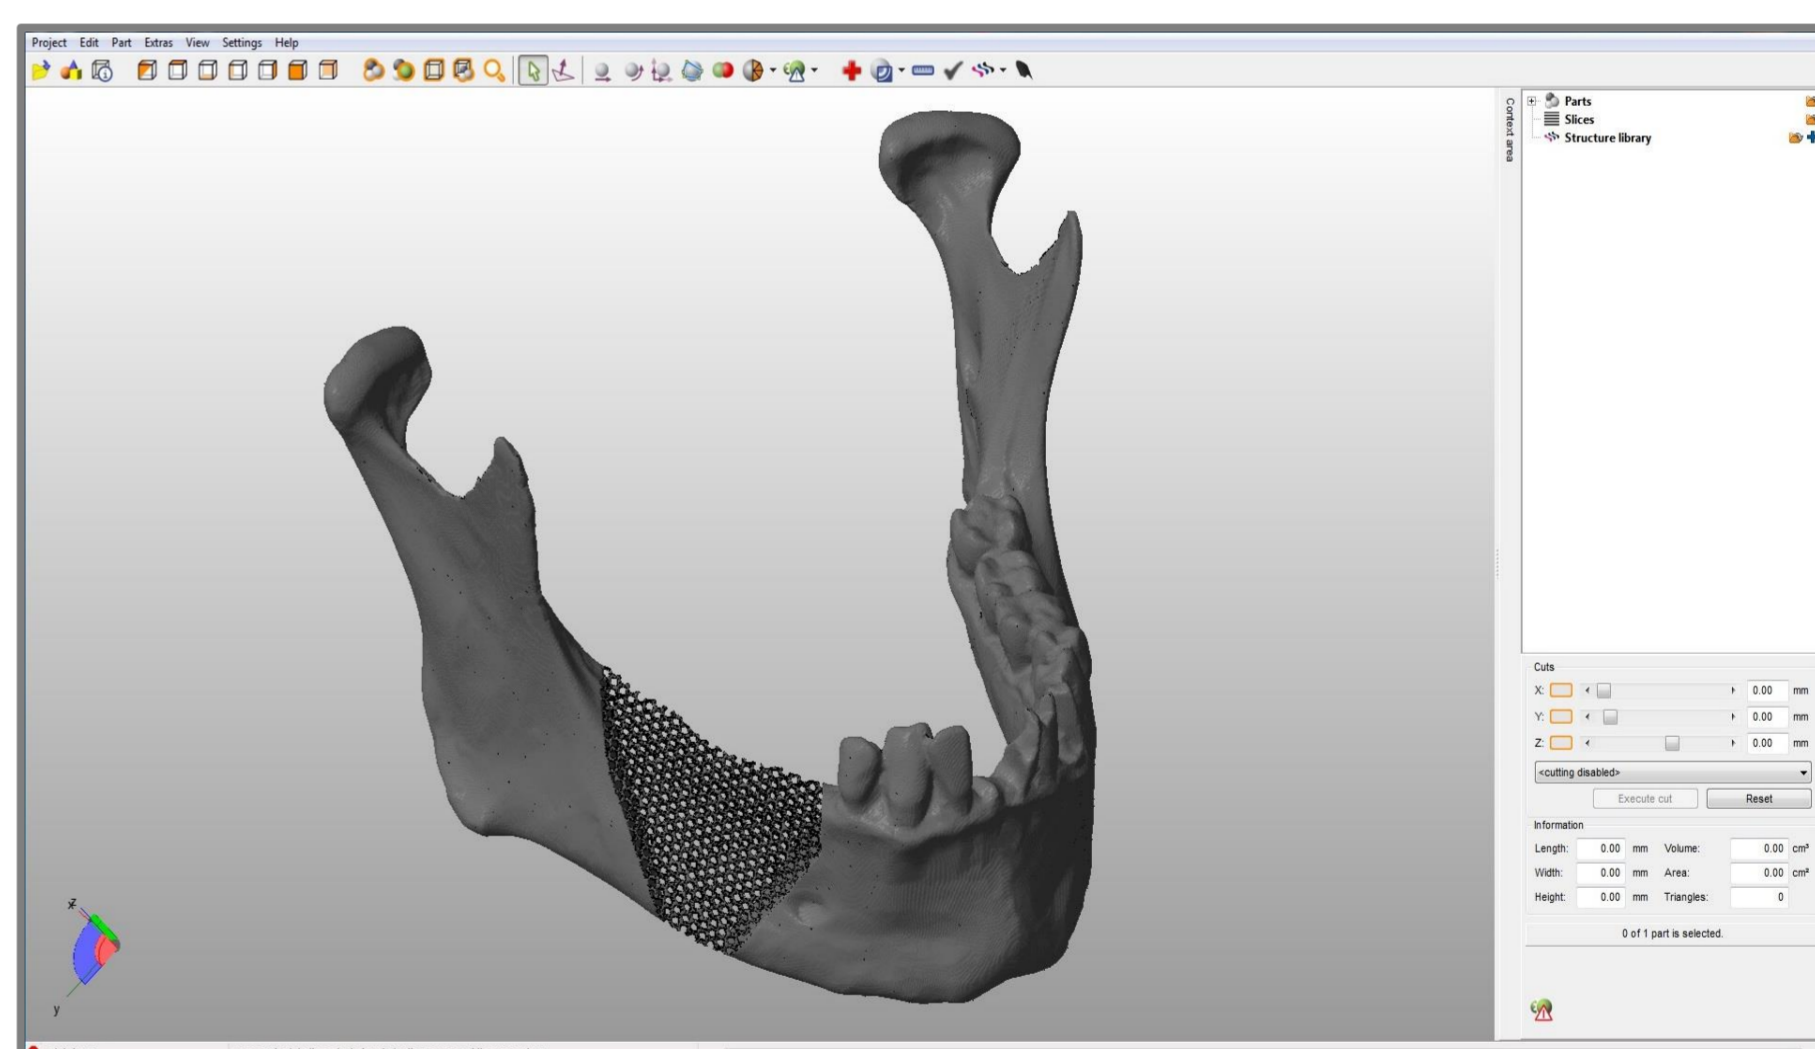 Project Edit Part Extras View Settings Help
Context area
Parts
Slices
Structure library
Cuts
X: 0.00 mm
Y: 0.00 mm
Z: 0.00 mm
<cutting disabled>
Execute cut Reset
Information
Length: 0.00 mm Volume: 0.00 cm³
Width: 0.00 mm Area: 0.00 cm²
Height: 0.00 mm Triangles: 0
0 of 1 part is selected.
z
y